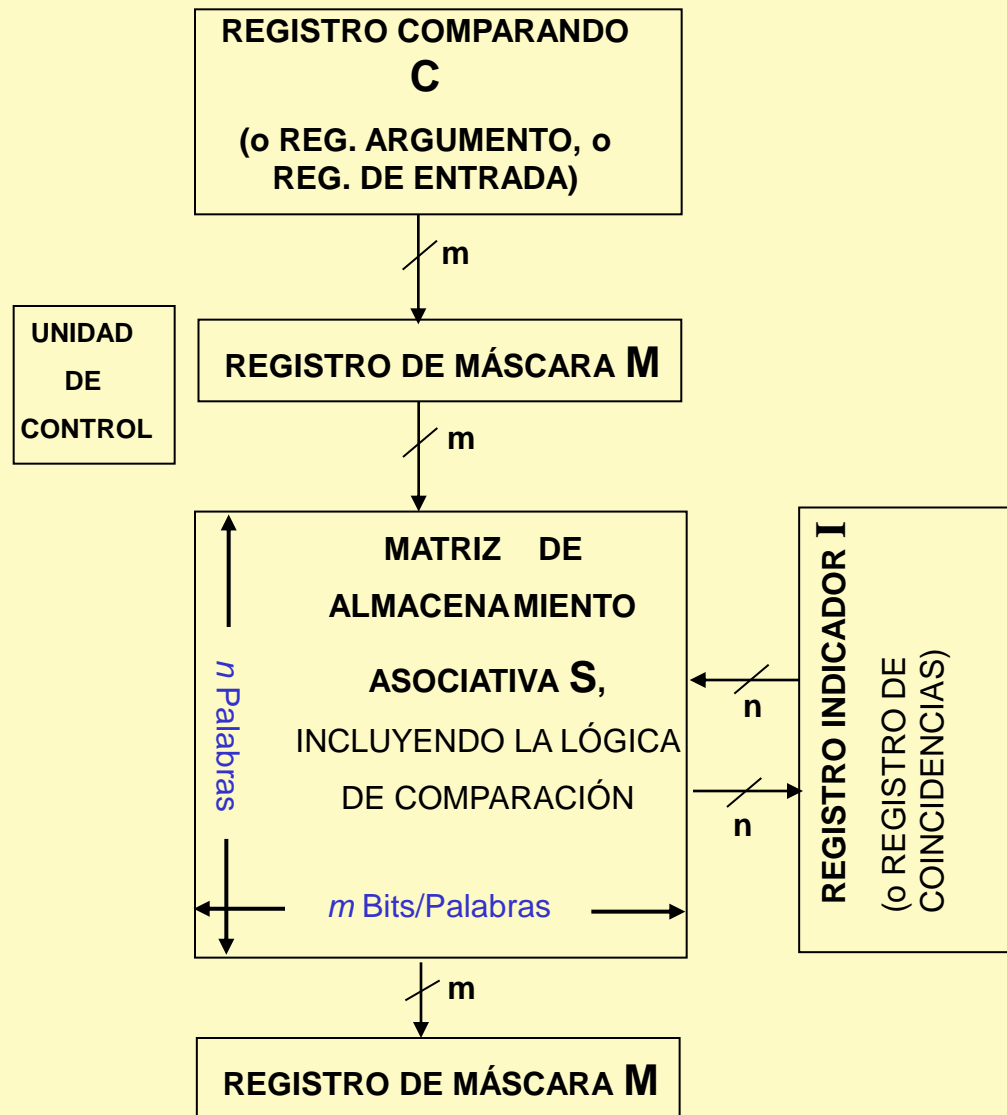 REGISTRO COMPARANDO
C
(o REG. ARGUMENTO, o
REG. DE ENTRADA)
m
UNIDAD
DE
CONTROL
REGISTRO DE MÁSCARA M
m
MATRIZ DE
ALMACENAMIENTO
ASOCIATIVA S,
INCLUYENDO LA LÓGICA
DE COMPARACIÓN
n Palabras
m Bits/Palabras
n
n
REGISTRO INDICADOR I
(o REGISTRO DE
COINCIDENCIAS)
m
REGISTRO DE MÁSCARA M